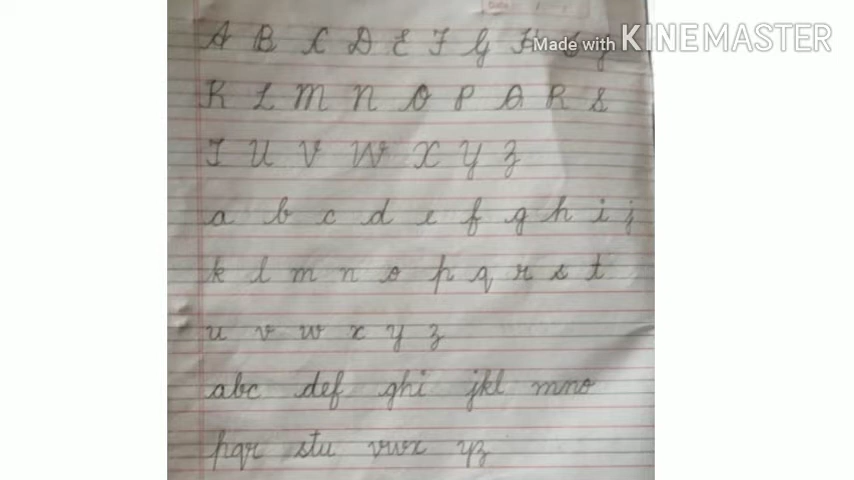 A B C D E F G H I J
Made with KINEMASTER
K L M N O P Q R S
T U V W X Y Z
a b c d e f g h i j
k l m n o p q r s t
u v w x y z
abc def ghi jkl mno
pqr stu vwx yz